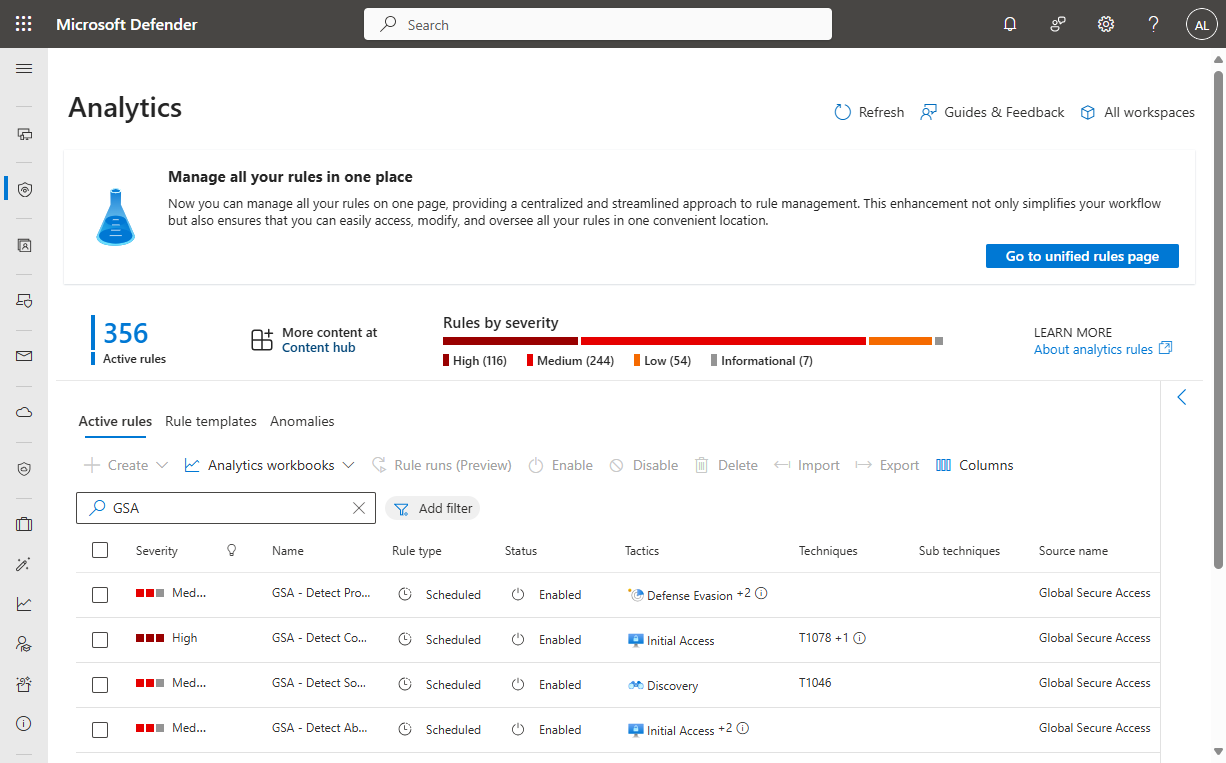 Microsoft Defender
Search
AL
Analytics
Refresh
Guides & Feedback
All workspaces
Manage all your rules in one place
Now you can manage all your rules on one page, providing a centralized and streamlined approach to rule management. This enhancement not only simplifies your workflow
but also ensures that you can easily access, modify, and oversee all your rules in one convenient location.
Go to unified rules page
356
Active rules
More content at
Content hub
Rules by severity
High (116) Medium (244) Low (54) Informational (7)
LEARN MORE
About analytics rules
Active rules Rule templates Anomalies
Create Analytics workbooks Rule runs (Preview) Enable Disable Delete Import Export Columns
GSA
Add filter
Severity Name Rule type Status Tactics Techniques Sub techniques Source name
Med... GSA - Detect Pro... Scheduled Enabled Defense Evasion +2 Global Secure Access
High GSA - Detect Co... Scheduled Enabled Initial Access T1078 +1 Global Secure Access
Med... GSA - Detect So... Scheduled Enabled Discovery T1046 Global Secure Access
Med... GSA - Detect Ab... Scheduled Enabled Initial Access +2 Global Secure Access